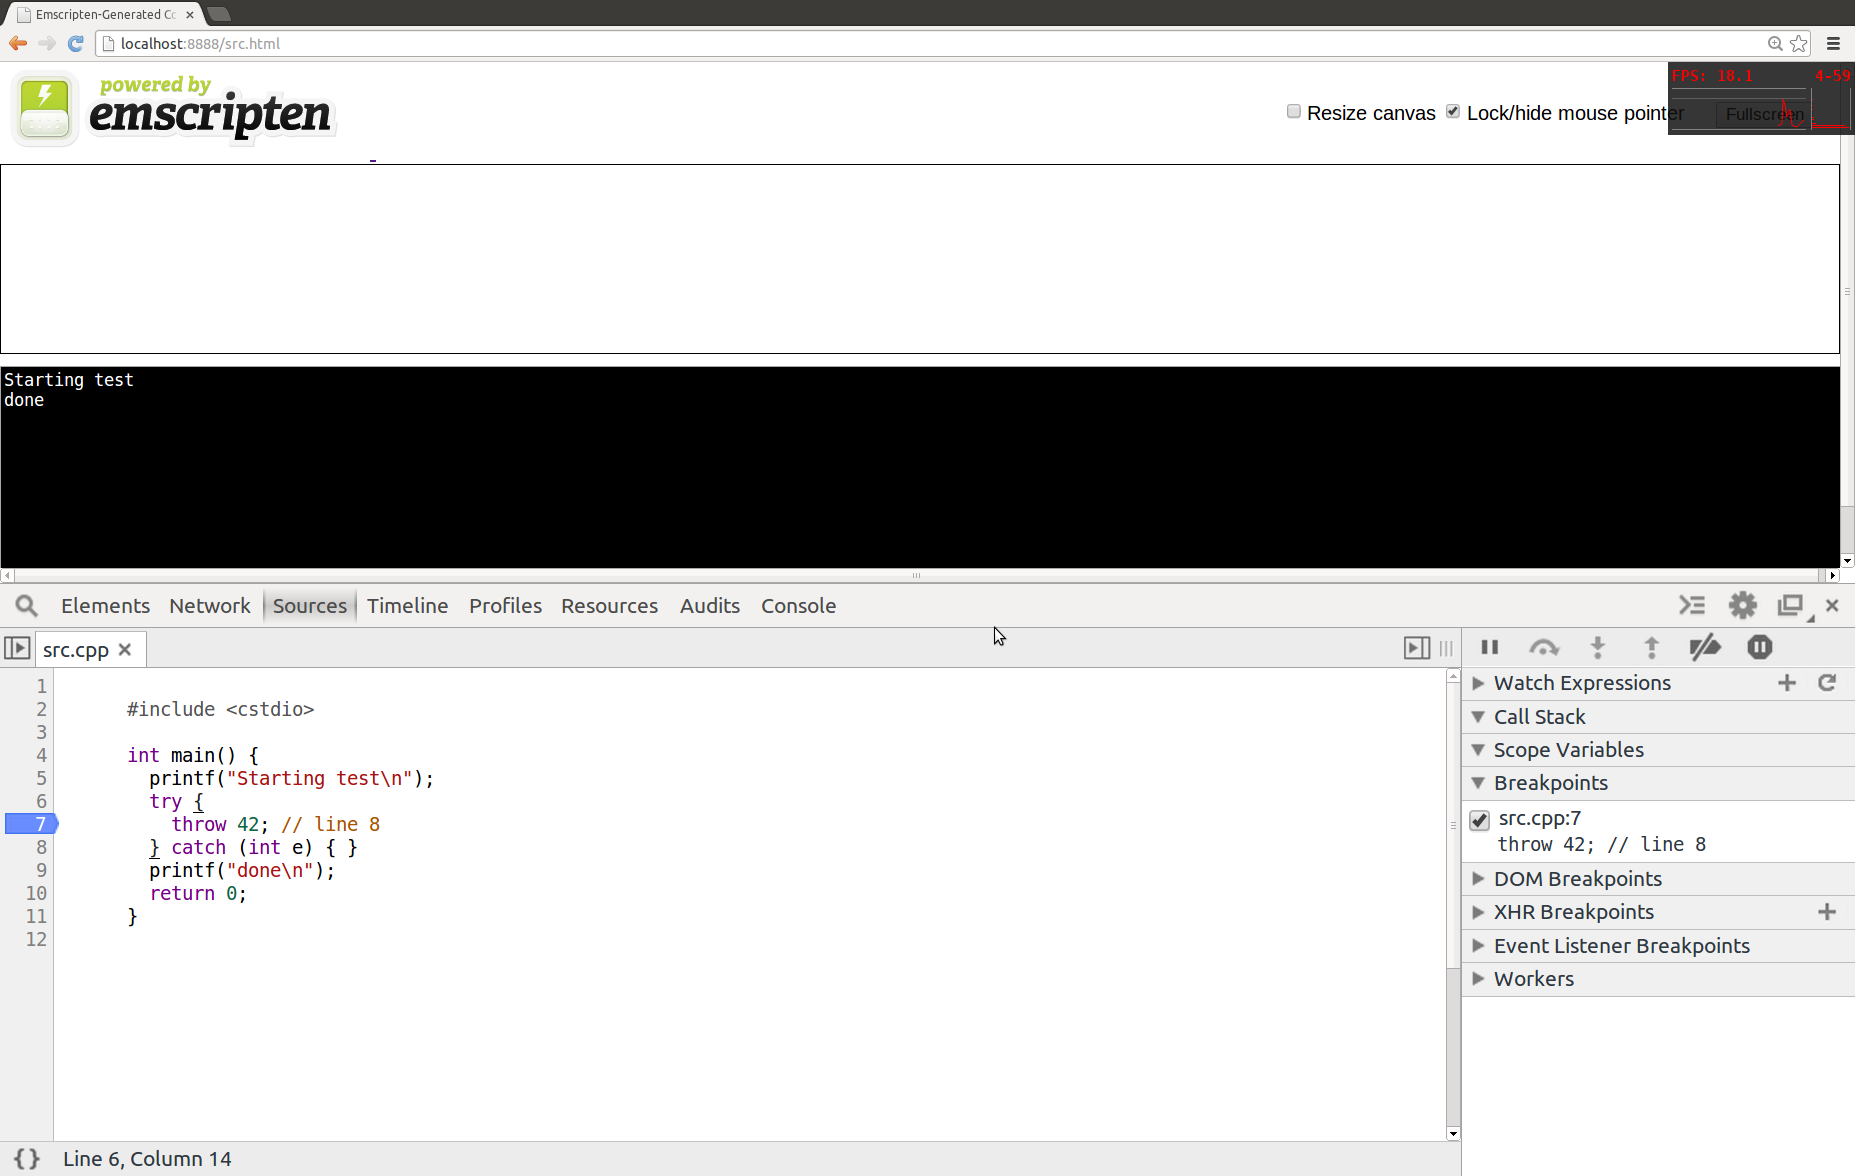 Emscripten-Generated Co
localhost:8888/src.html
powered by
emscripten
Resize canvas
Lock/hide mouse pointer
Fullscreen
FPS: 18.1 4-59
Starting test
done
Elements Network Sources Timeline Profiles Resources Audits Console
src.cpp
1
2 #include <cstdio>
3
4 int main() {
5 printf("Starting test\n");
6 try {
7 throw 42; // line 8
8 } catch (int e) { }
9 printf("done\n");
10 return 0;
11 }
12
{} Line 6, Column 14
Watch Expressions
Call Stack
Scope Variables
Breakpoints
src.cpp:7
throw 42; // line 8
DOM Breakpoints
XHR Breakpoints
Event Listener Breakpoints
Workers